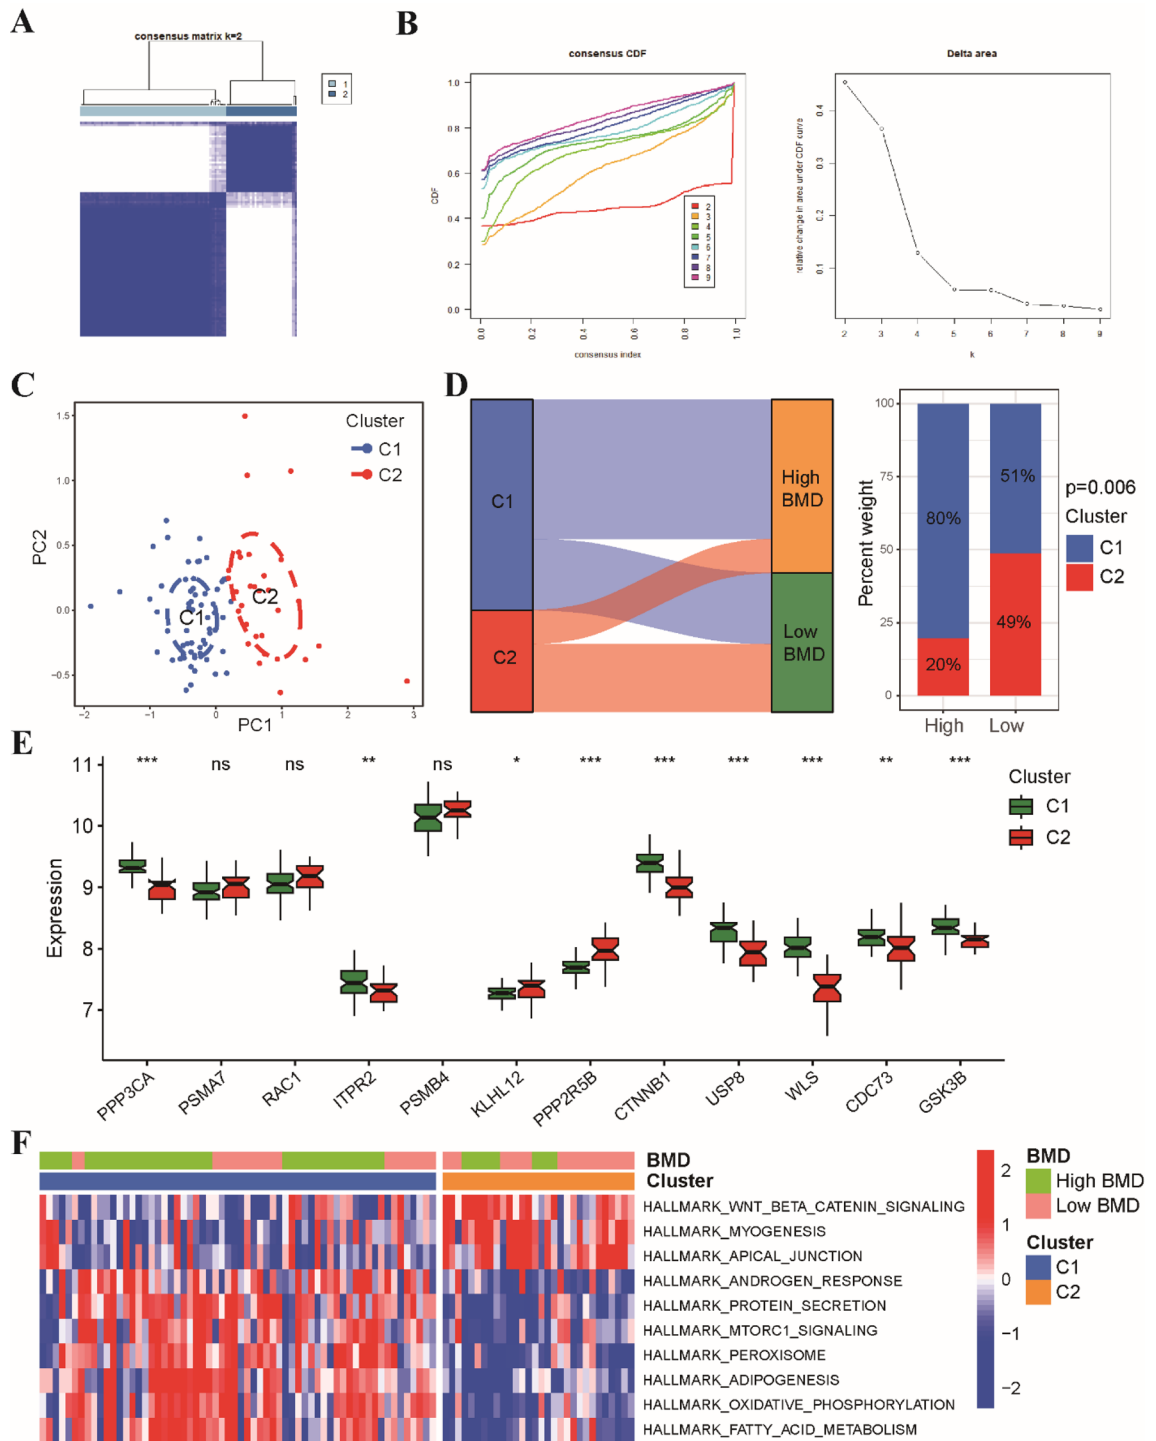 A
consensus matrix k=2
1
2
B
consensus CDF
CDF
1.0
0.8
0.6
0.4
0.2
0.0
0.0
0.2
0.4
0.6
0.8
1.0
consensus index
2
3
4
5
6
7
8
9
Delta area
relative change in area under CDF curve
0.4
0.3
0.2
0.1
2
3
4
5
6
7
8
9
k
C
PC2
1.5
1.0
0.5
0.0
−0.5
Cluster
C1
C2
C1
C2
−2
−1
0
1
2
3
PC1
D
C1
C2
High
BMD
Low
BMD
Percent weight
100
75
50
25
0
80%
20%
51%
49%
High
Low
p=0.006
Cluster
C1
C2
E
Expression
11
10
9
8
7
***
ns
ns
**
ns
*
***
***
***
***
**
***
Cluster
C1
C2
PPP3CA
PSMA7
RAC1
ITPR2
PSMB4
KLHL12
PPP2R5B
CTNNB1
USP8
WLS
CDC73
GSK3B
F
BMD
Cluster
HALLMARK_WNT_BETA_CATENIN_SIGNALING
HALLMARK_MYOGENESIS
HALLMARK_APICAL_JUNCTION
HALLMARK_ANDROGEN_RESPONSE
HALLMARK_PROTEIN_SECRETION
HALLMARK_MTORC1_SIGNALING
HALLMARK_PEROXISOME
HALLMARK_ADIPOGENESIS
HALLMARK_OXIDATIVE_PHOSPHORYLATION
HALLMARK_FATTY_ACID_METABOLISM
2
1
0
−1
−2
BMD
High BMD
Low BMD
Cluster
C1
C2